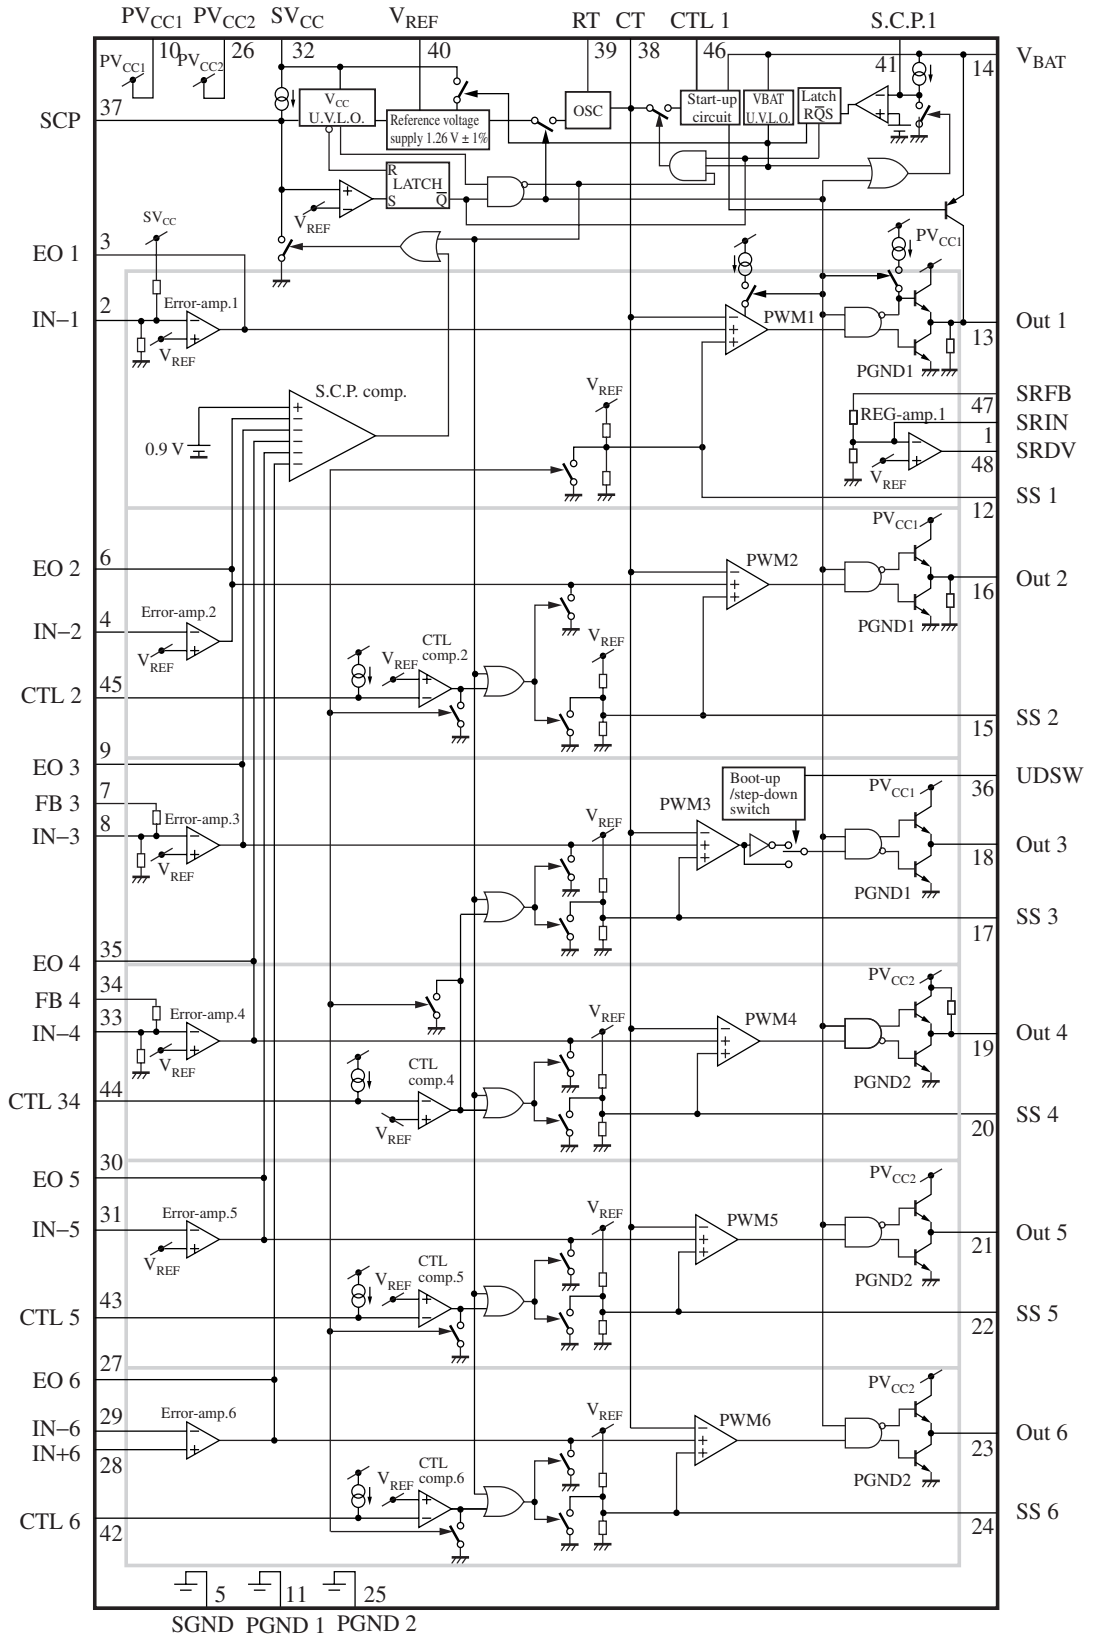 PVCC1 PVCC2 SVCC VREF RT CT CTL 1 S.C.P.1
10 26 32 40 39 38 46 41 14 VBAT
PVCC1 PVCC2
37
SCP
VCC
U.V.L.O.
Reference voltage
supply 1.26 V ± 1%
OSC
Start-up
circuit
VBAT
U.V.L.O.
Latch
RQ̅S
R
LATCH
S Q̅
VREF
SVCC
3
EO 1
PVCC1
2
IN−1
Error-amp.1
VREF
PWM1
Out 1
13
PGND1
S.C.P. comp.
0.9 V
VREF
SRFB
47
REG-amp.1
SRIN
1
SRDV
48
VREF
SS 1
12
PVCC1
6
EO 2
PWM2
Out 2
16
PGND1
4
IN−2
Error-amp.2
VREF
CTL
comp.2
VREF
VREF
45
CTL 2
SS 2
15
9
EO 3
UDSW
36
Boot-up
/step-down
switch
PVCC1
7
FB 3
8
IN−3
Error-amp.3
VREF
VREF
PWM3
Out 3
18
PGND1
SS 3
17
35
EO 4
34
FB 4
33
IN−4
Error-amp.4
VREF
VREF
PWM4
PVCC2
Out 4
19
PGND2
44
CTL 34
CTL
comp.4
VREF
SS 4
20
30
EO 5
PVCC2
31
IN−5
Error-amp.5
VREF
VREF
PWM5
Out 5
21
PGND2
43
CTL 5
CTL
comp.5
VREF
SS 5
22
27
EO 6
PVCC2
29
IN−6
IN+6
28
Error-amp.6
VREF
PWM6
Out 6
23
PGND2
CTL
comp.6
VREF
CTL 6
42
SS 6
24
5 11 25
SGND PGND 1 PGND 2